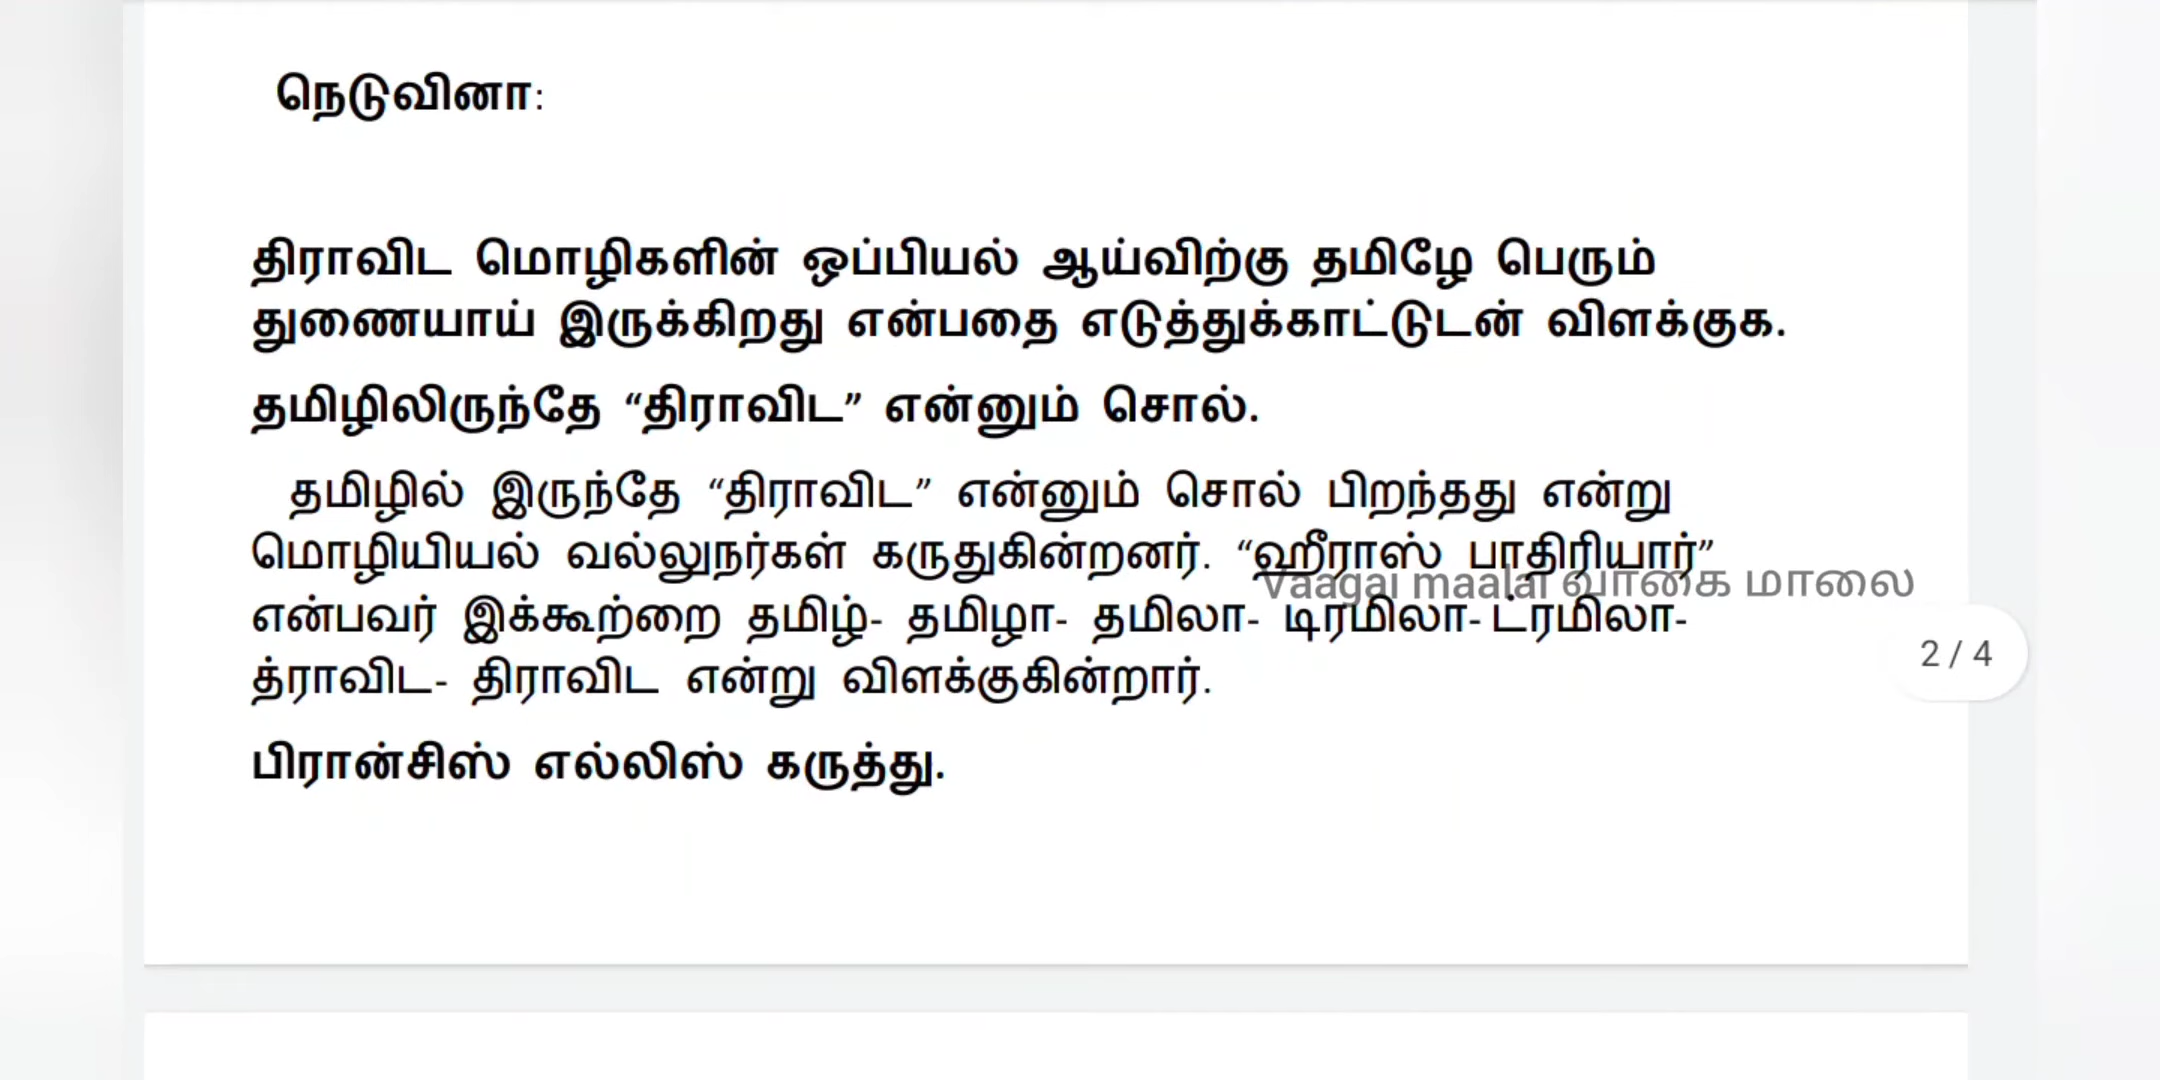 நெடுவினா:
திராவிட மொழிகளின் ஒப்பியல் ஆய்விற்கு தமிழே பெரும்
துணையாய் இருக்கிறது என்பதை எடுத்துக்காட்டுடன் விளக்குக.
தமிழிலிருந்தே “திராவிட” என்னும் சொல்.
தமிழில் இருந்தே “திராவிட” என்னும் சொல் பிறந்தது என்று
மொழியியல் வல்லுநர்கள் கருதுகின்றனர். “ஹீராஸ் பாதிரியார்”
Vaagai maalai வாகை மாலை
என்பவர் இக்கூற்றை தமிழ்- தமிழா- தமிலா- டிரமிலா- ட்ரமிலா-
2 / 4
த்ராவிட- திராவிட என்று விளக்குகின்றார்.
பிரான்சிஸ் எல்லிஸ் கருத்து.